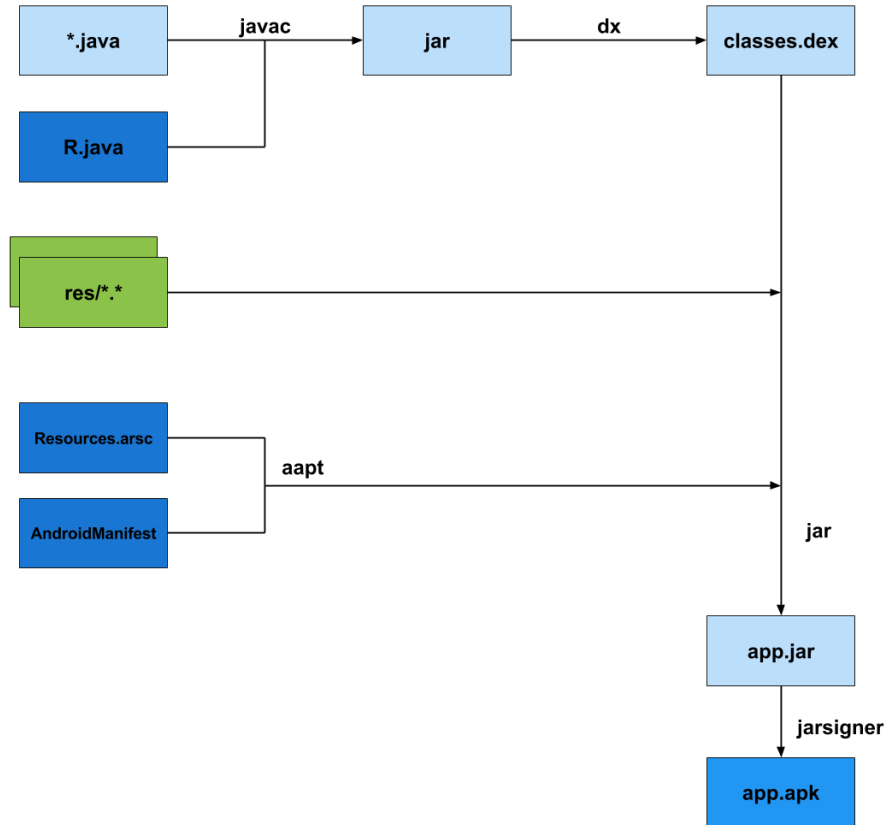 *.java
javac
jar
dx
classes.dex
R.java
res/*.*
Resources.arsc
aapt
AndroidManifest
jar
app.jar
jarsigner
app.apk